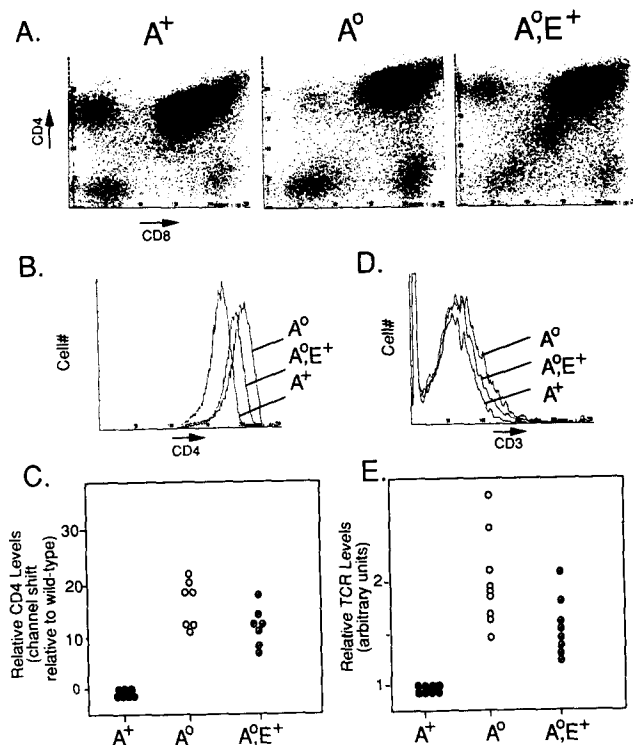 A.
A+
Ao
Ao,E+
CD4
CD8
B.
Cell#
Ao
Ao,E+
A+
CD4
D.
Cell#
Ao
Ao,E+
A+
CD3
C.
Relative CD4 Levels
(channel shift
relative to wild-type)
30
20
10
0
A+
Ao
Ao,E+
E.
Relative TCR Levels
(arbitrary units)
2
1
A+
Ao
Ao,E+